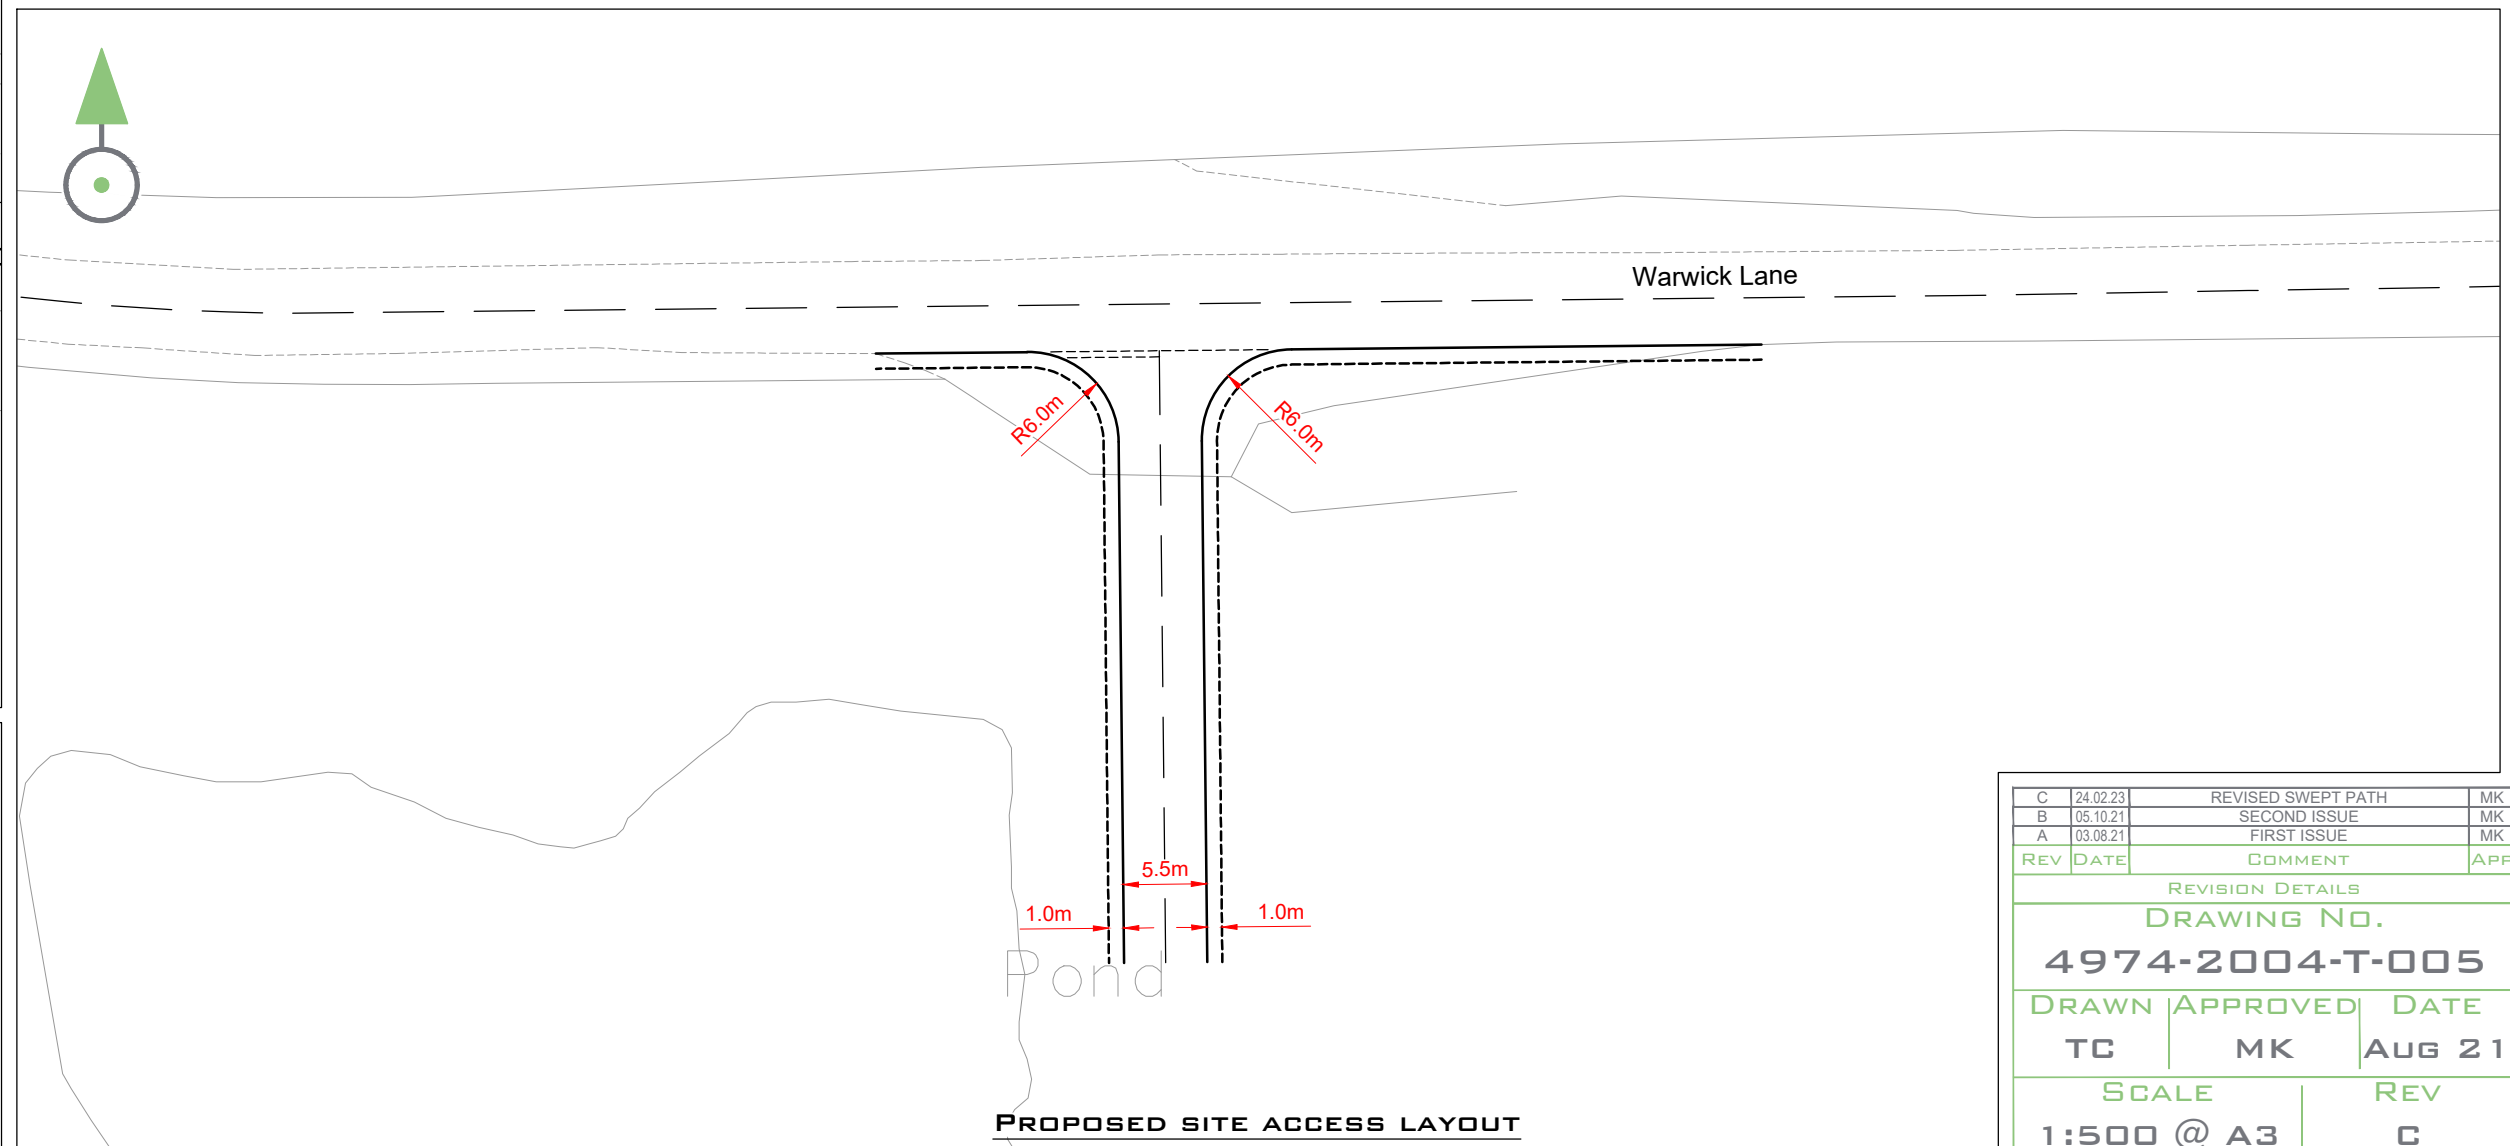 Warwick Lane
R6.0m
R6.0m
5.5m
1.0m
1.0m
Pond
PROPOSED SITE ACCESS LAYOUT
C 24.02.23 REVISED SWEPT PATH MK
B 05.10.21 SECOND ISSUE MK
A 03.08.21 FIRST ISSUE MK
REV DATE COMMENT APP
REVISION DETAILS
DRAWING NO.
4974-2004-T-005
DRAWN APPROVED DATE
TC MK AUG 21
SCALE REV
1:500 @ A3 C